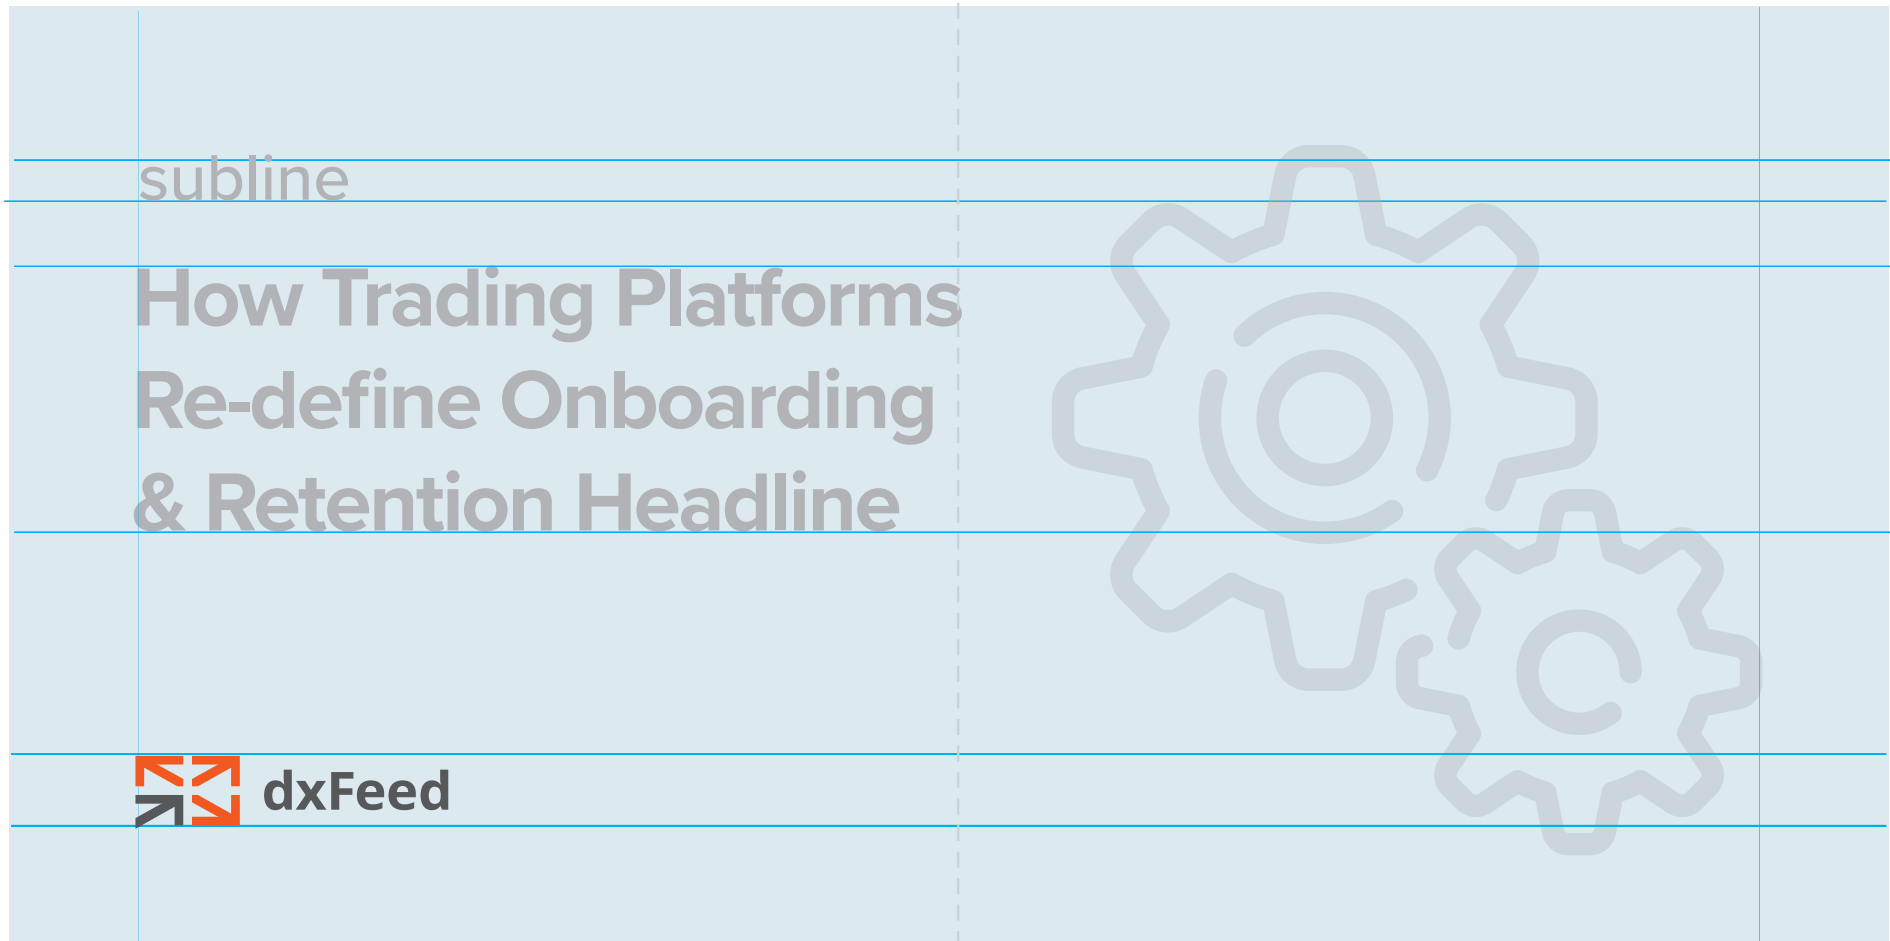 subline
How Trading Platforms
Re-define Onboarding
& Retention Headline
dxFeed